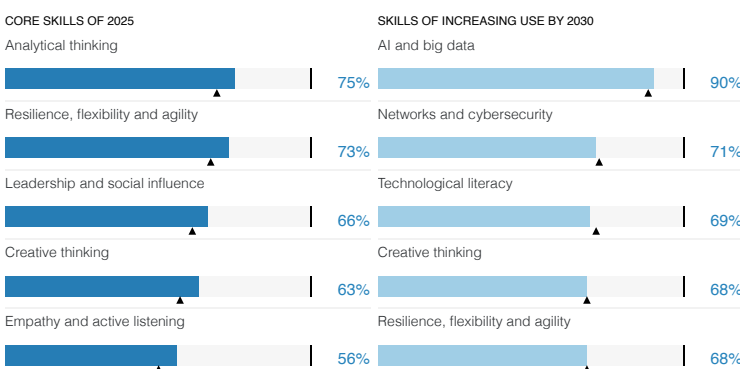 CORE SKILLS OF 2025
Analytical thinking
75%
Resilience, flexibility and agility
73%
Leadership and social influence
66%
Creative thinking
63%
Empathy and active listening
56%
SKILLS OF INCREASING USE BY 2030
AI and big data
90%
Networks and cybersecurity
71%
Technological literacy
69%
Creative thinking
68%
Resilience, flexibility and agility
68%